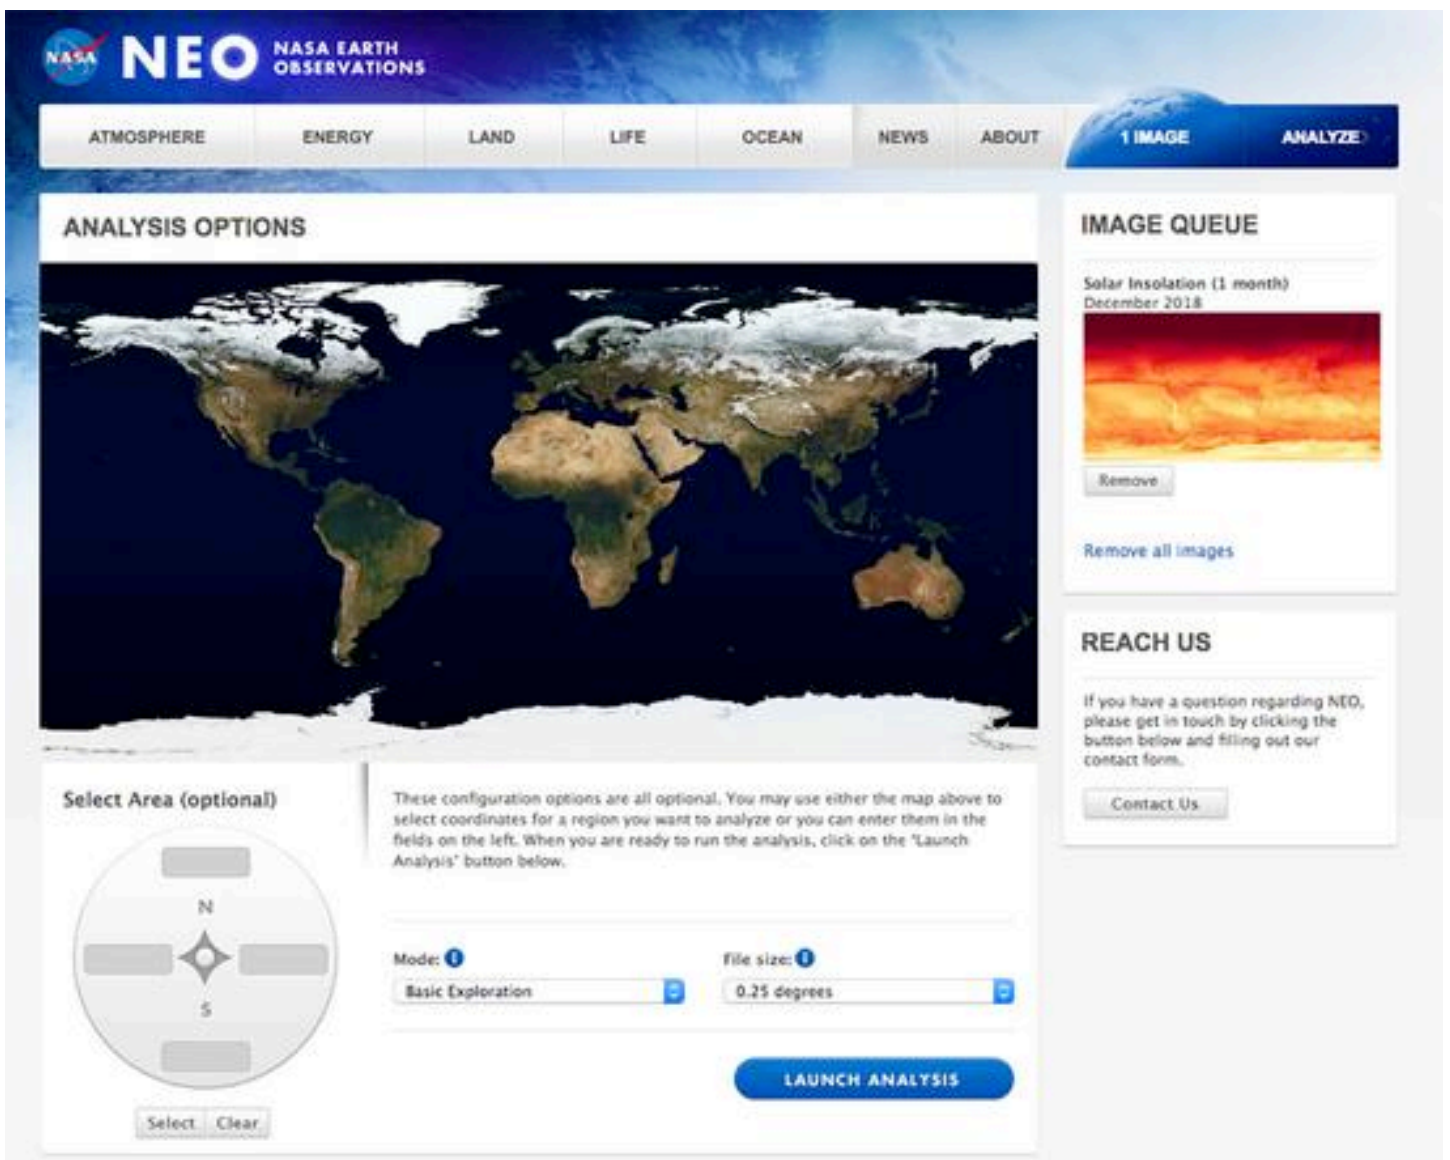 NASA
NEO NASA EARTH
OBSERVATIONS
ATMOSPHERE ENERGY LAND LIFE OCEAN NEWS ABOUT 1 IMAGE ANALYZE
ANALYSIS OPTIONS
Select Area (optional)
N
S
Select Clear
These configuration options are all optional. You may use either the map above to
select coordinates for a region you want to analyze or you can enter them in the
fields on the left. When you are ready to run the analysis, click on the "Launch
Analysis" button below.
Mode: File size:
Basic Exploration 0.25 degrees
LAUNCH ANALYSIS
IMAGE QUEUE
Solar Insolation (1 month)
December 2018
Remove
Remove all images
REACH US
If you have a question regarding NEO,
please get in touch by clicking the
button below and filling out our
contact form.
Contact Us